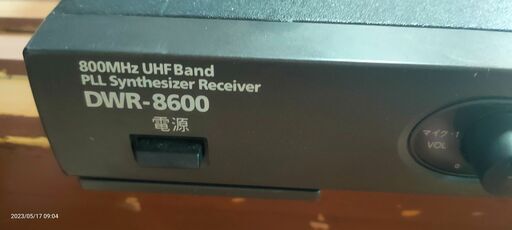 800MHz UHF Band
PLL Synthesizer Receiver
DWR-8600
電源
マイク-1
VOL
0
2023/05/17 09:04